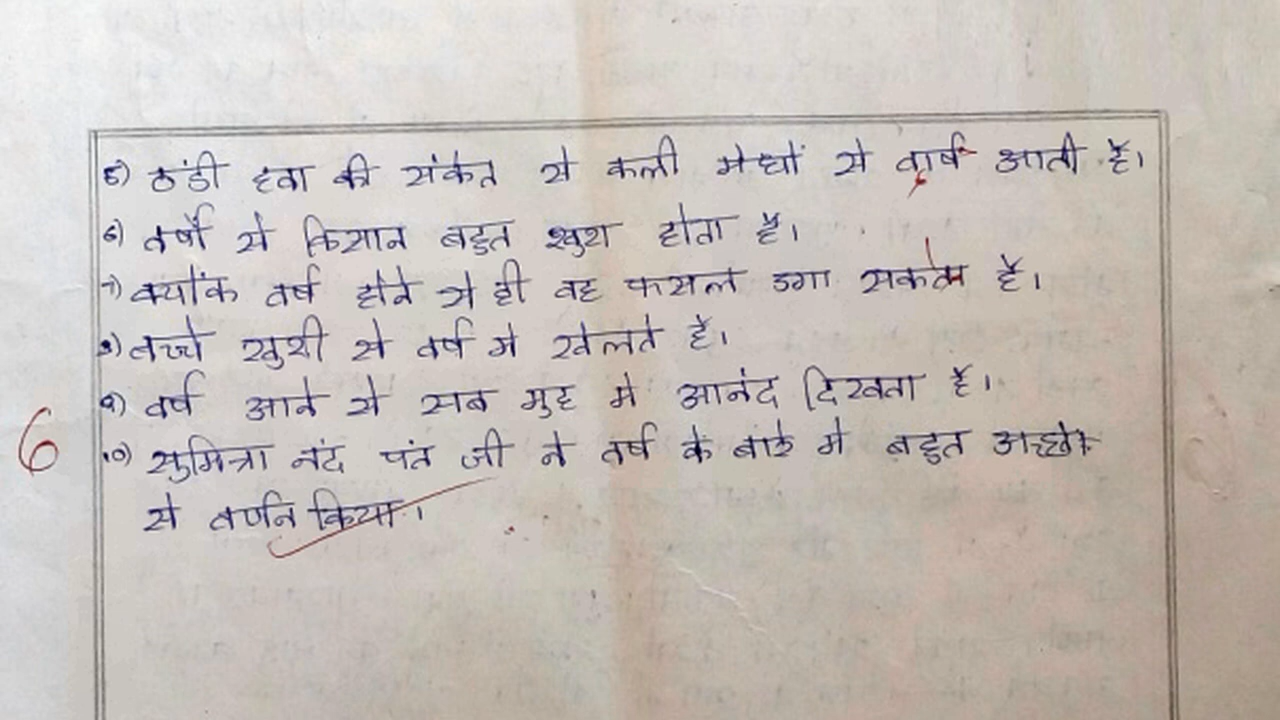 5) ठंडी हवा की संकेत से कली मेघों से वार्ष आती है।
6) वर्षा से किसान बहुत खुश होता है।
7) क्योंकि वर्ष होने से ही वह फसल उगा सकता है।
8) बच्चे खुशी से वर्ष मे खेलते है।
9) वर्ष आने से सब मुह मे आनंद दिखता है।
6
10) सुमित्रा नंद पंत जी ने वर्ष के बारे मे बहुत अच्छे
से वर्णन किया।